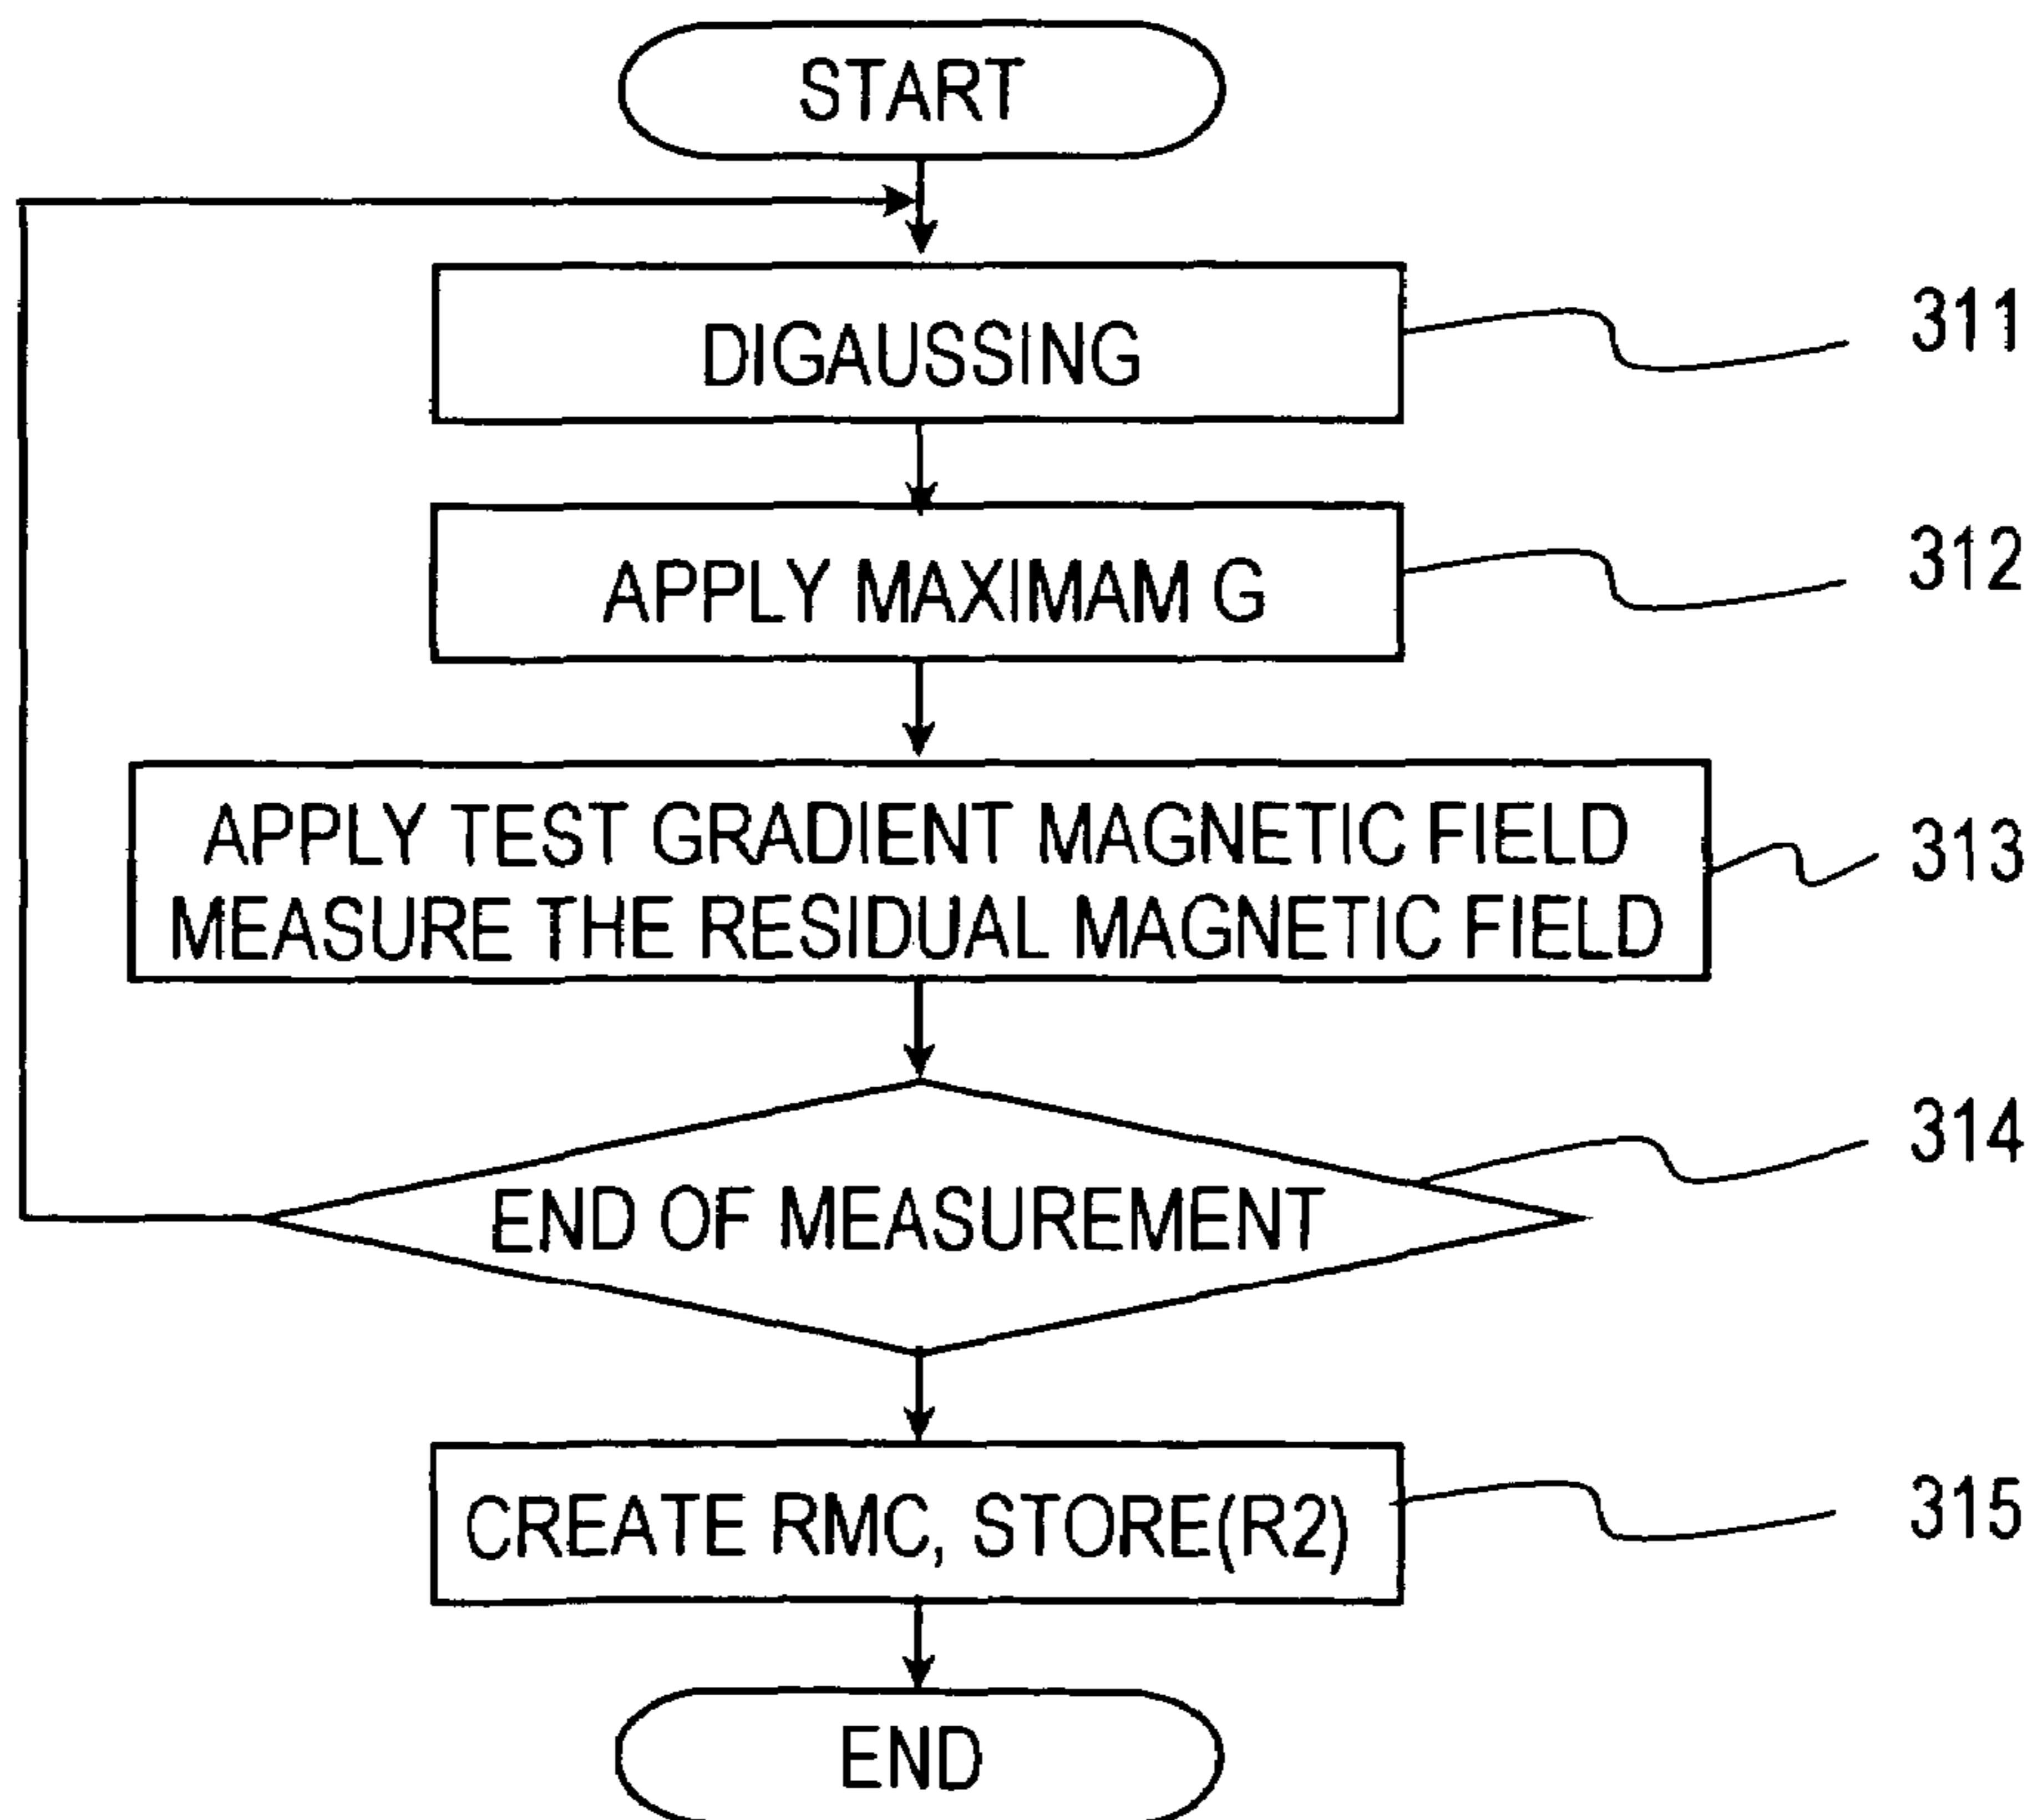 START
DIGAUSSING
311
APPLY MAXIMAM G
312
APPLY TEST GRADIENT MAGNETIC FIELD
MEASURE THE RESIDUAL MAGNETIC FIELD
313
END OF MEASUREMENT
314
CREATE RMC, STORE(R2)
315
END